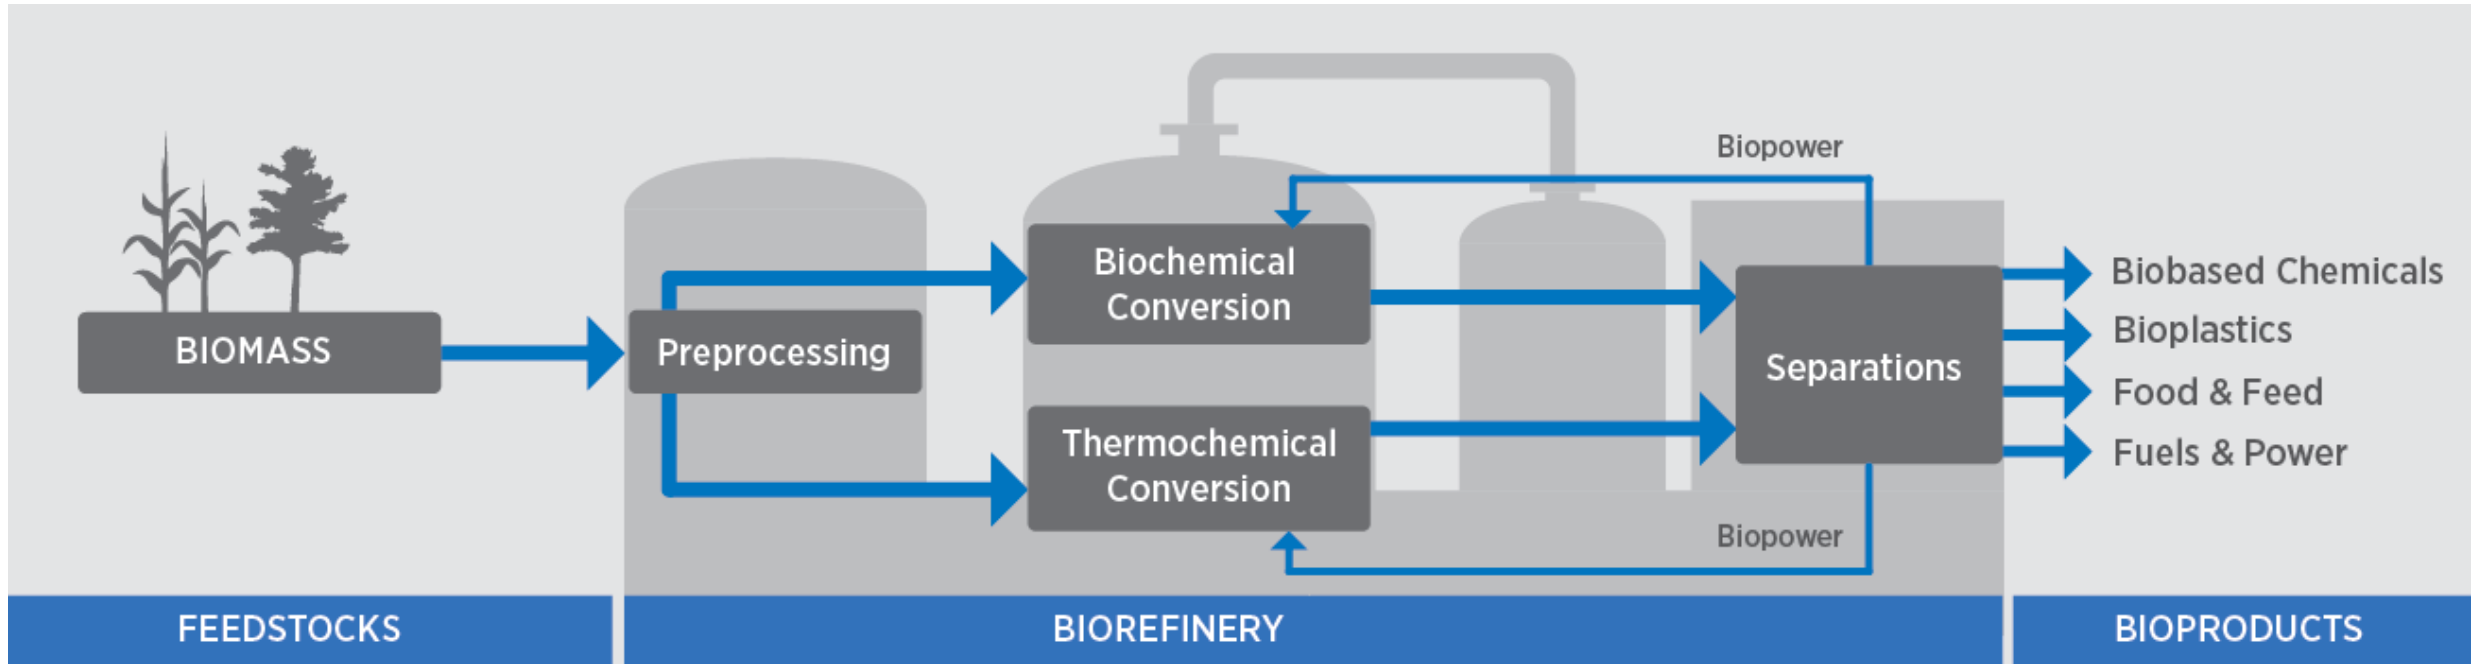 BIOMASS
Preprocessing
Biochemical
Conversion
Thermochemical
Conversion
Biopower
Separations
Biopower
Biobased Chemicals
Bioplastics
Food & Feed
Fuels & Power
FEEDSTOCKS
BIOREFINERY
BIOPRODUCTS